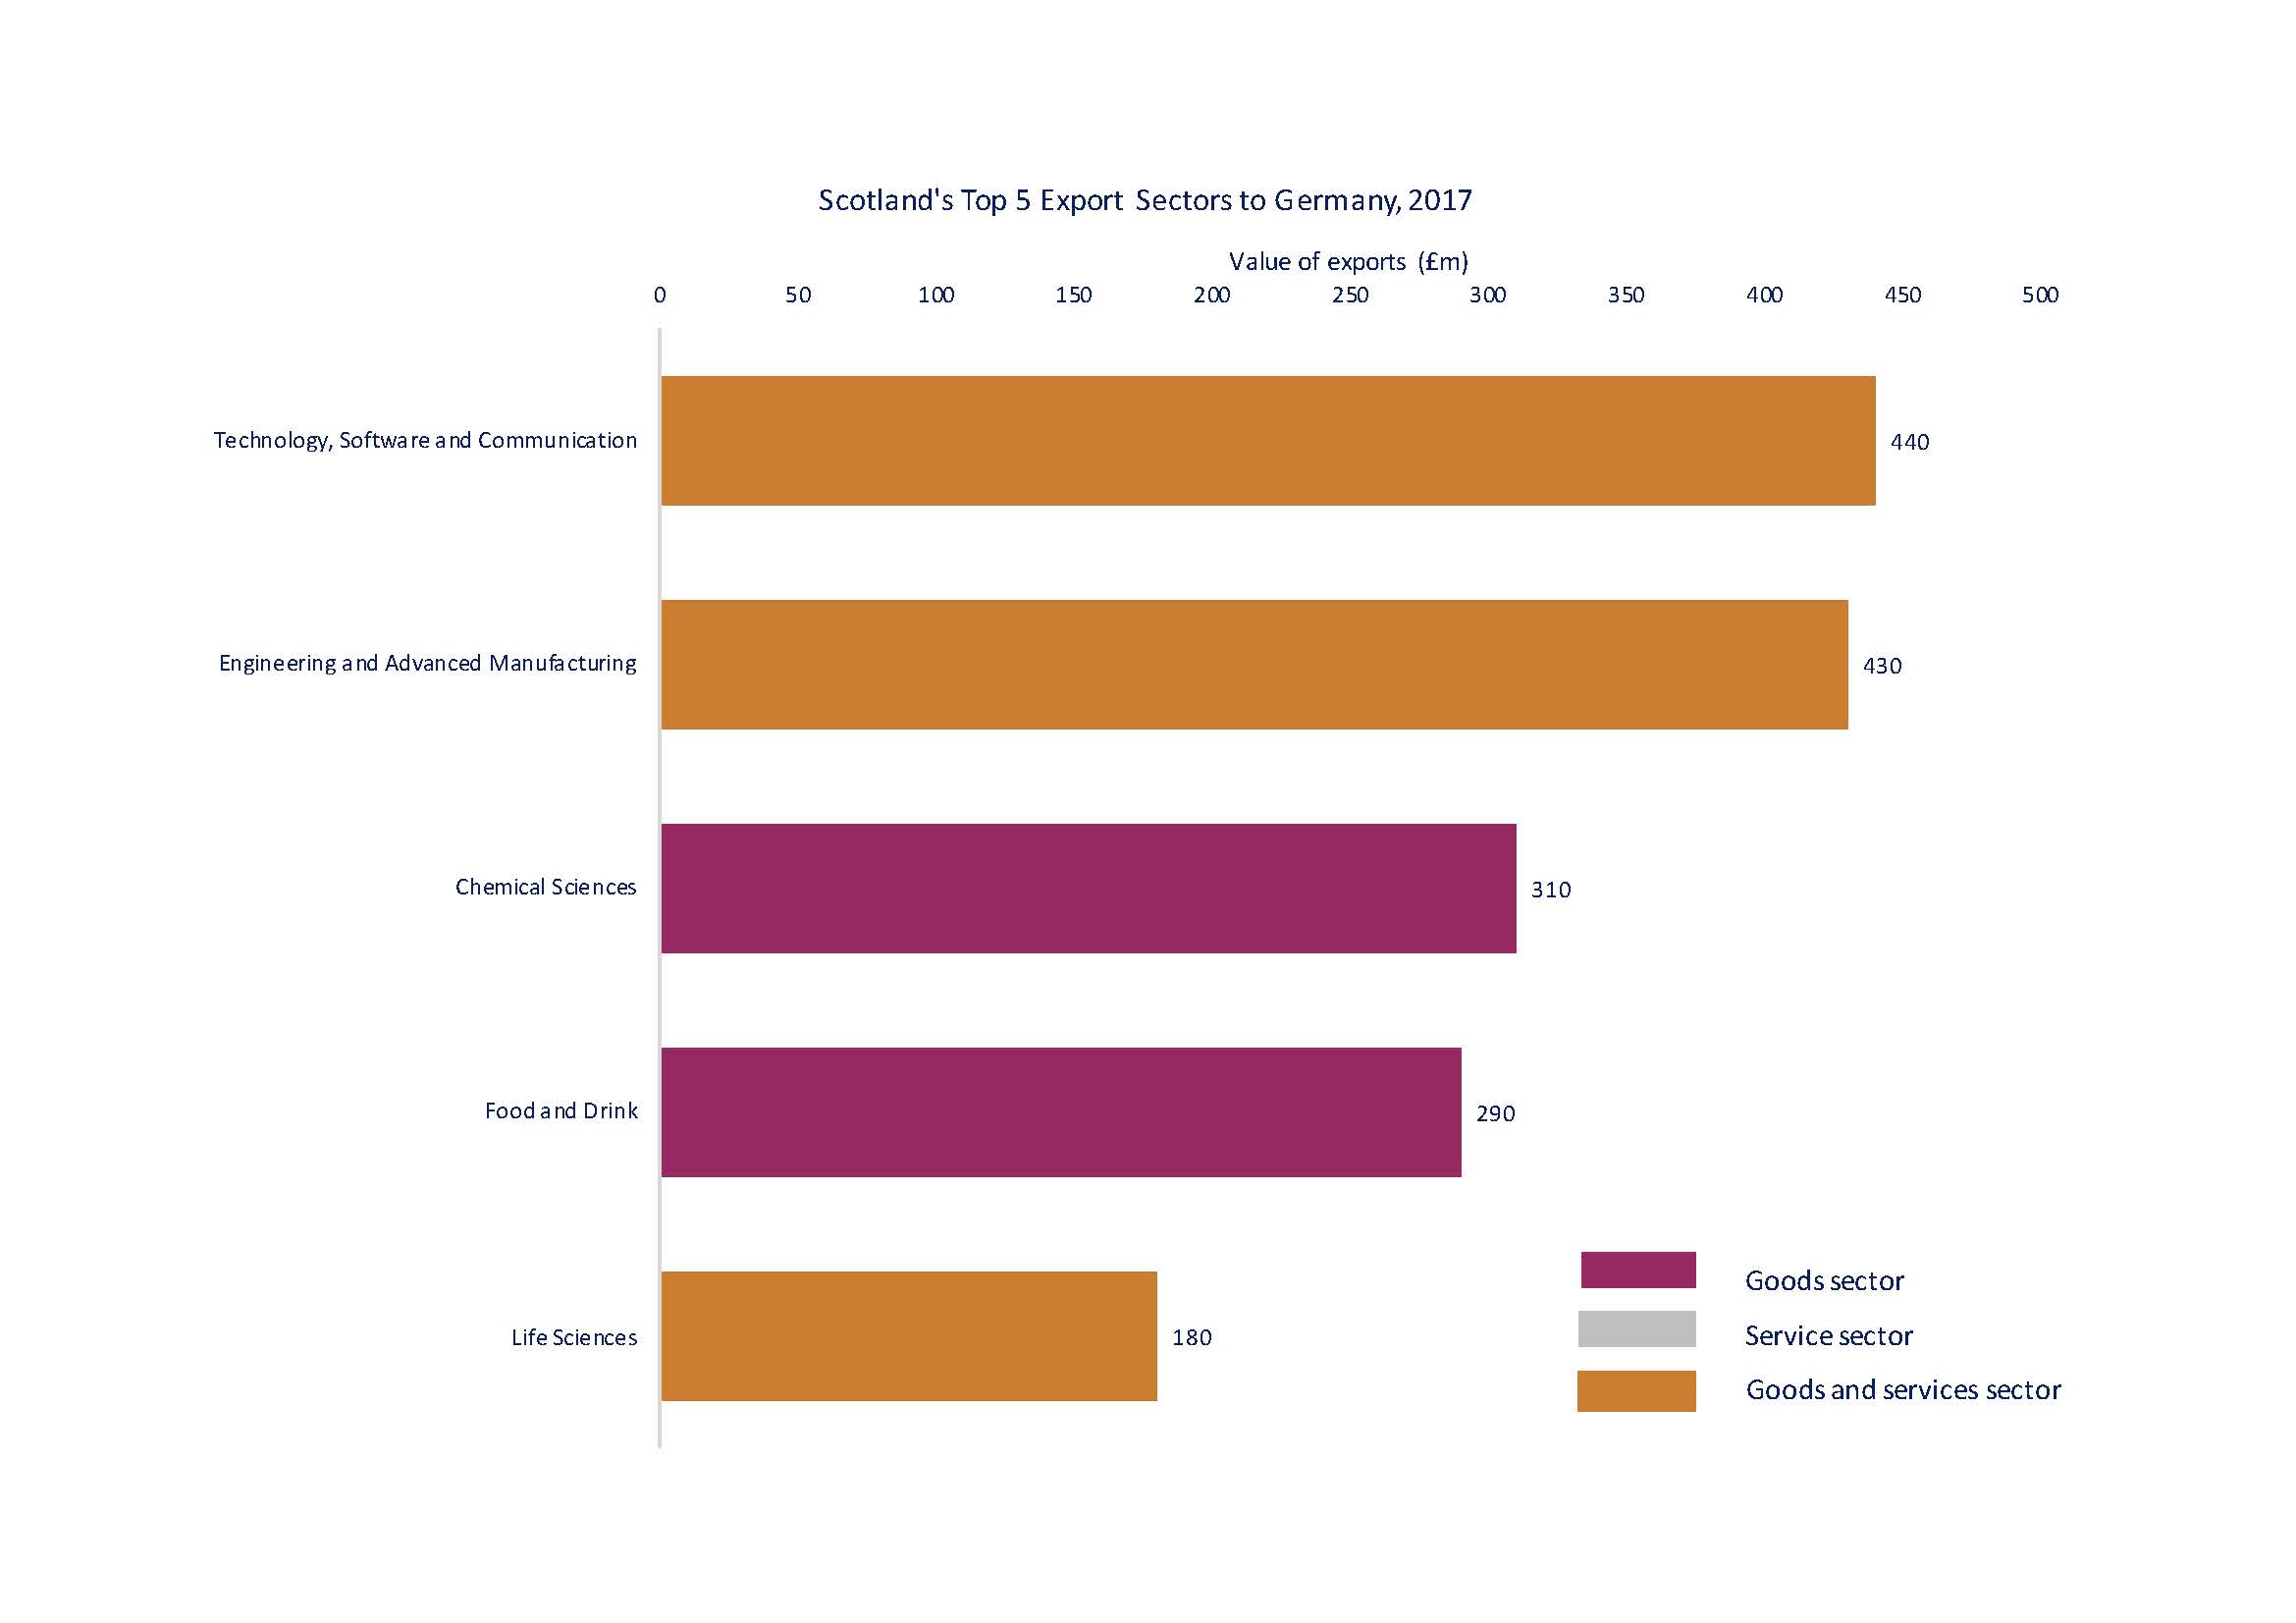 Scotland's Top 5 Export Sectors to Germany, 2017
Value of exports (£m)
0 50 100 150 200 250 300 350 400 450 500
Technology, Software and Communication 440
Engineering and Advanced Manufacturing 430
Chemical Sciences 310
Food and Drink 290
Life Sciences 180
Goods sector
Service sector
Goods and services sector